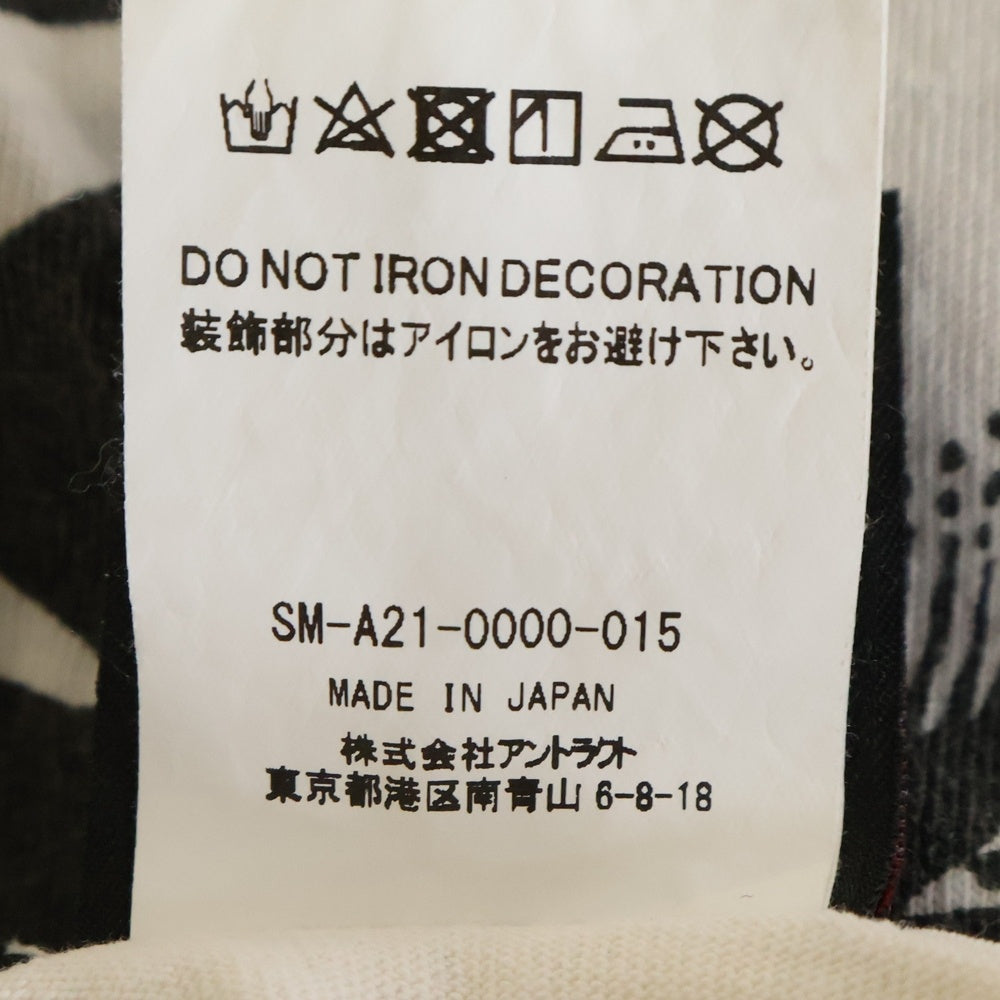 DO NOT IRON DECORATION
装飾部分はアイロンをお避け下さい。
SM-A21-0000-015
MADE IN JAPAN
株式会社アントラクト
東京都港区南青山 6-8-18